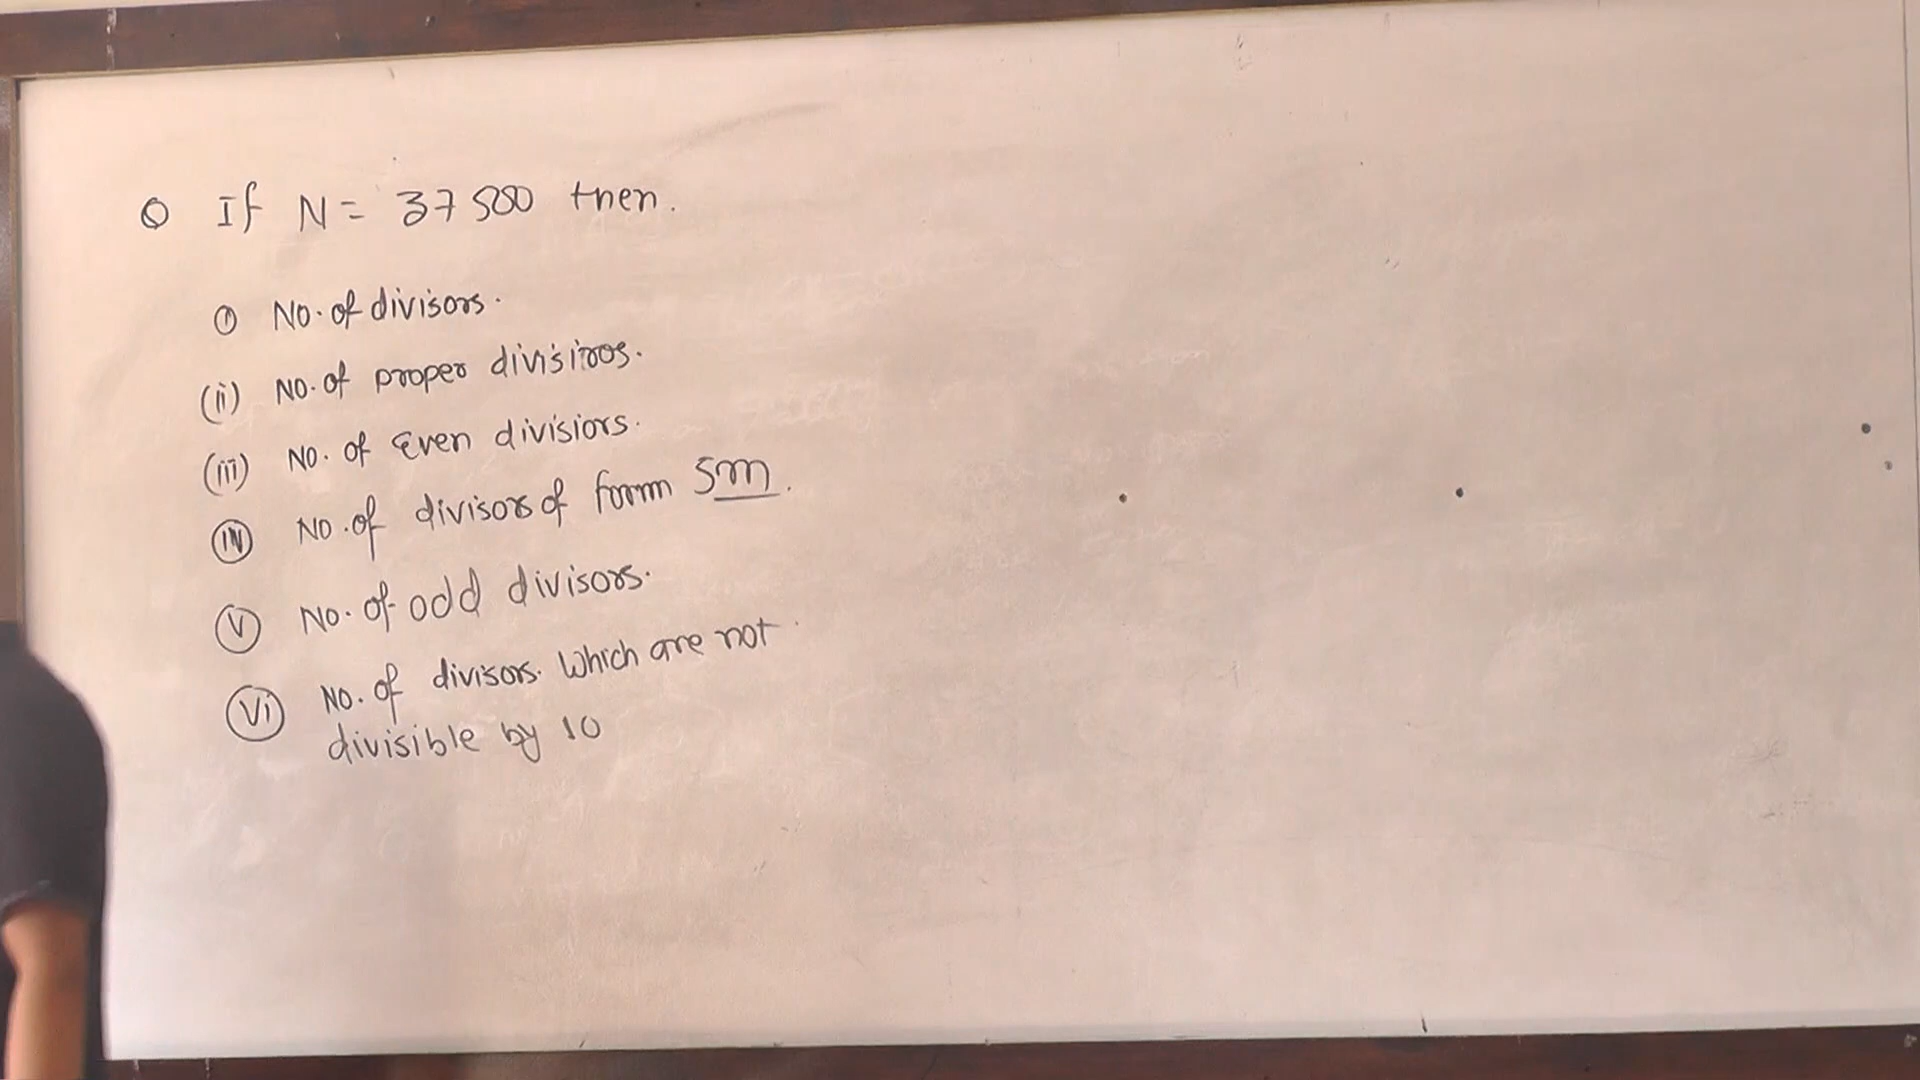 Q If N = 37500 then.
(i) No. of divisors.
(ii) No. of proper divisiros.
(iii) No. of Even divisiors.
(iv) No. of divisors of form 5m.
(v) No. of odd divisors.
(vi) No. of divisors. Which are not
divisible by 10